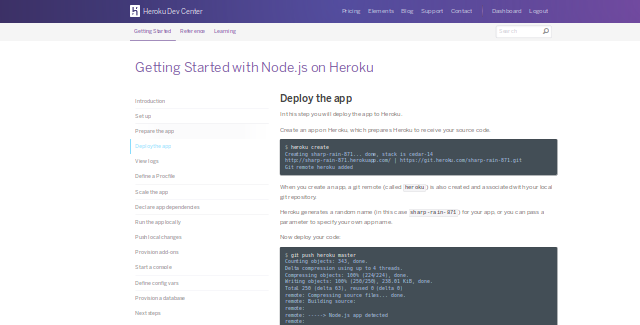 Heroku Dev Center
Pricing Elements Blog Support Contact | Dashboard Logout
Getting Started Reference Learning
Search
Getting Started with Node.js on Heroku
Introduction
Set up
Prepare the app
Deploy the app
View logs
Define a Procfile
Scale the app
Declare app dependencies
Run the app locally
Push local changes
Provision add-ons
Start a console
Define config vars
Provision a database
Next steps
Deploy the app
In this step you will deploy the app to Heroku.
Create an app on Heroku, which prepares Heroku to receive your source code.
$ heroku create
Creating sharp-rain-871... done, stack is cedar-14
http://sharp-rain-871.herokuapp.com/ | https://git.heroku.com/sharp-rain-871.git
Git remote heroku added
When you create an app, a git remote (called heroku) is also created and associated with your local
git repository.
Heroku generates a random name (in this case sharp-rain-871) for your app, or you can pass a
parameter to specify your own app name.
Now deploy your code:
$ git push heroku master
Counting objects: 343, done.
Delta compression using up to 4 threads.
Compressing objects: 100% (224/224), done.
Writing objects: 100% (250/250), 238.01 KiB, done.
Total 250 (delta 63), reused 0 (delta 0)
remote: Compressing source files... done.
remote: Building source:
remote:
remote: -----> Node.js app detected
remote: